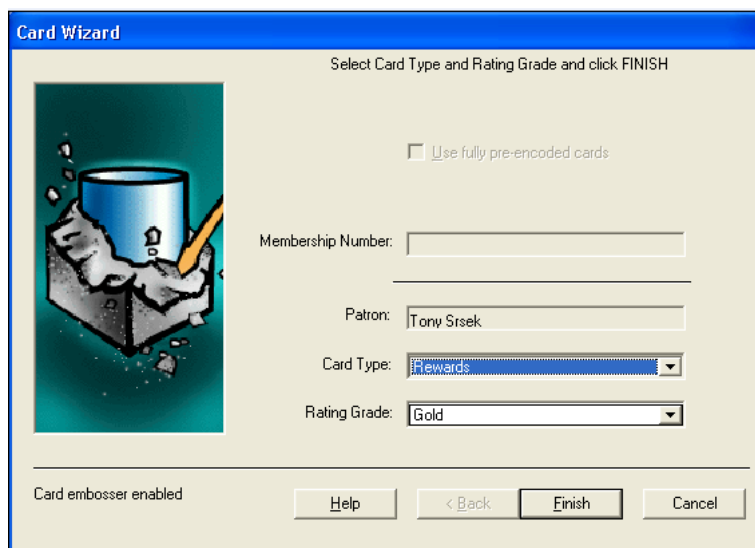 Card Wizard
Select Card Type and Rating Grade and click FINISH
Use fully pre-encoded cards
Membership Number:
Patron: Tony Srsek
Card Type: Rewards
Rating Grade: Gold
Card embosser enabled
Help < Back Finish Cancel